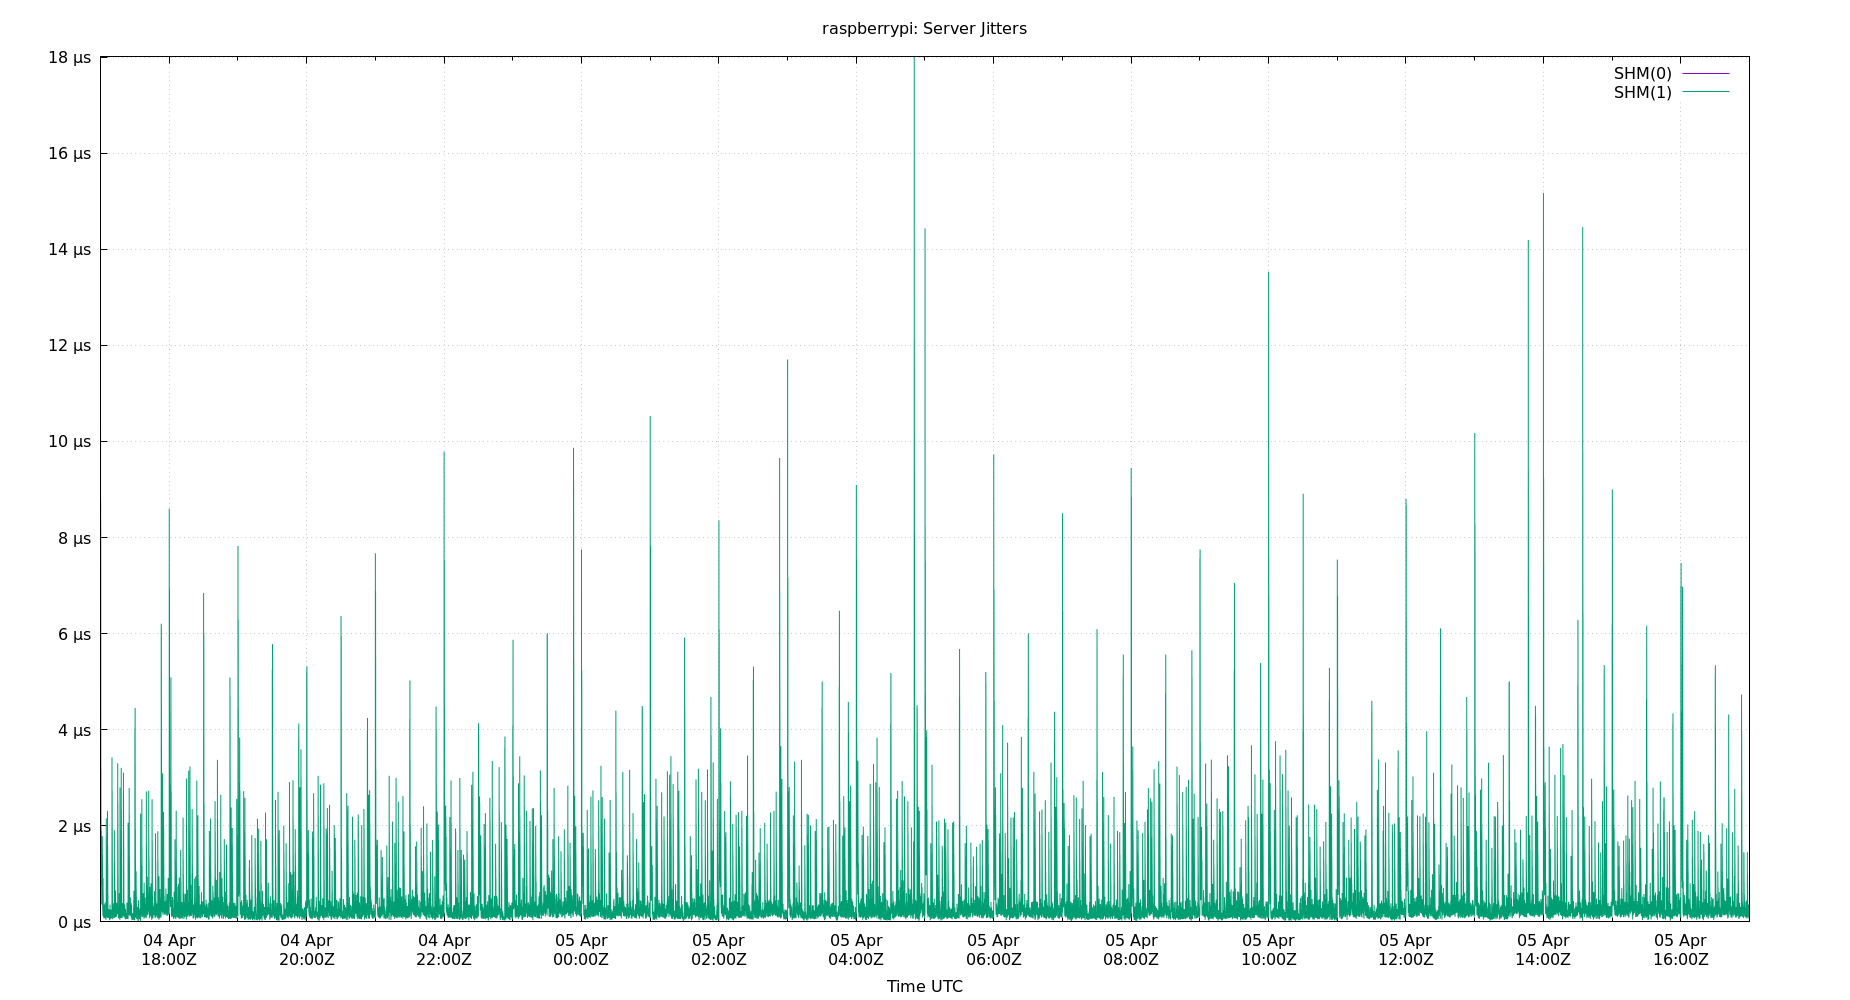 raspberrypi: Server Jitters
18 µs
16 µs
14 µs
12 µs
10 µs
8 µs
6 µs
4 µs
2 µs
0 µs
SHM(0)
SHM(1)
04 Apr 04 Apr 04 Apr 05 Apr 05 Apr 05 Apr 05 Apr 05 Apr 05 Apr 05 Apr 05 Apr 05 Apr
18:00Z 20:00Z 22:00Z 00:00Z 02:00Z 04:00Z 06:00Z 08:00Z 10:00Z 12:00Z 14:00Z 16:00Z
Time UTC